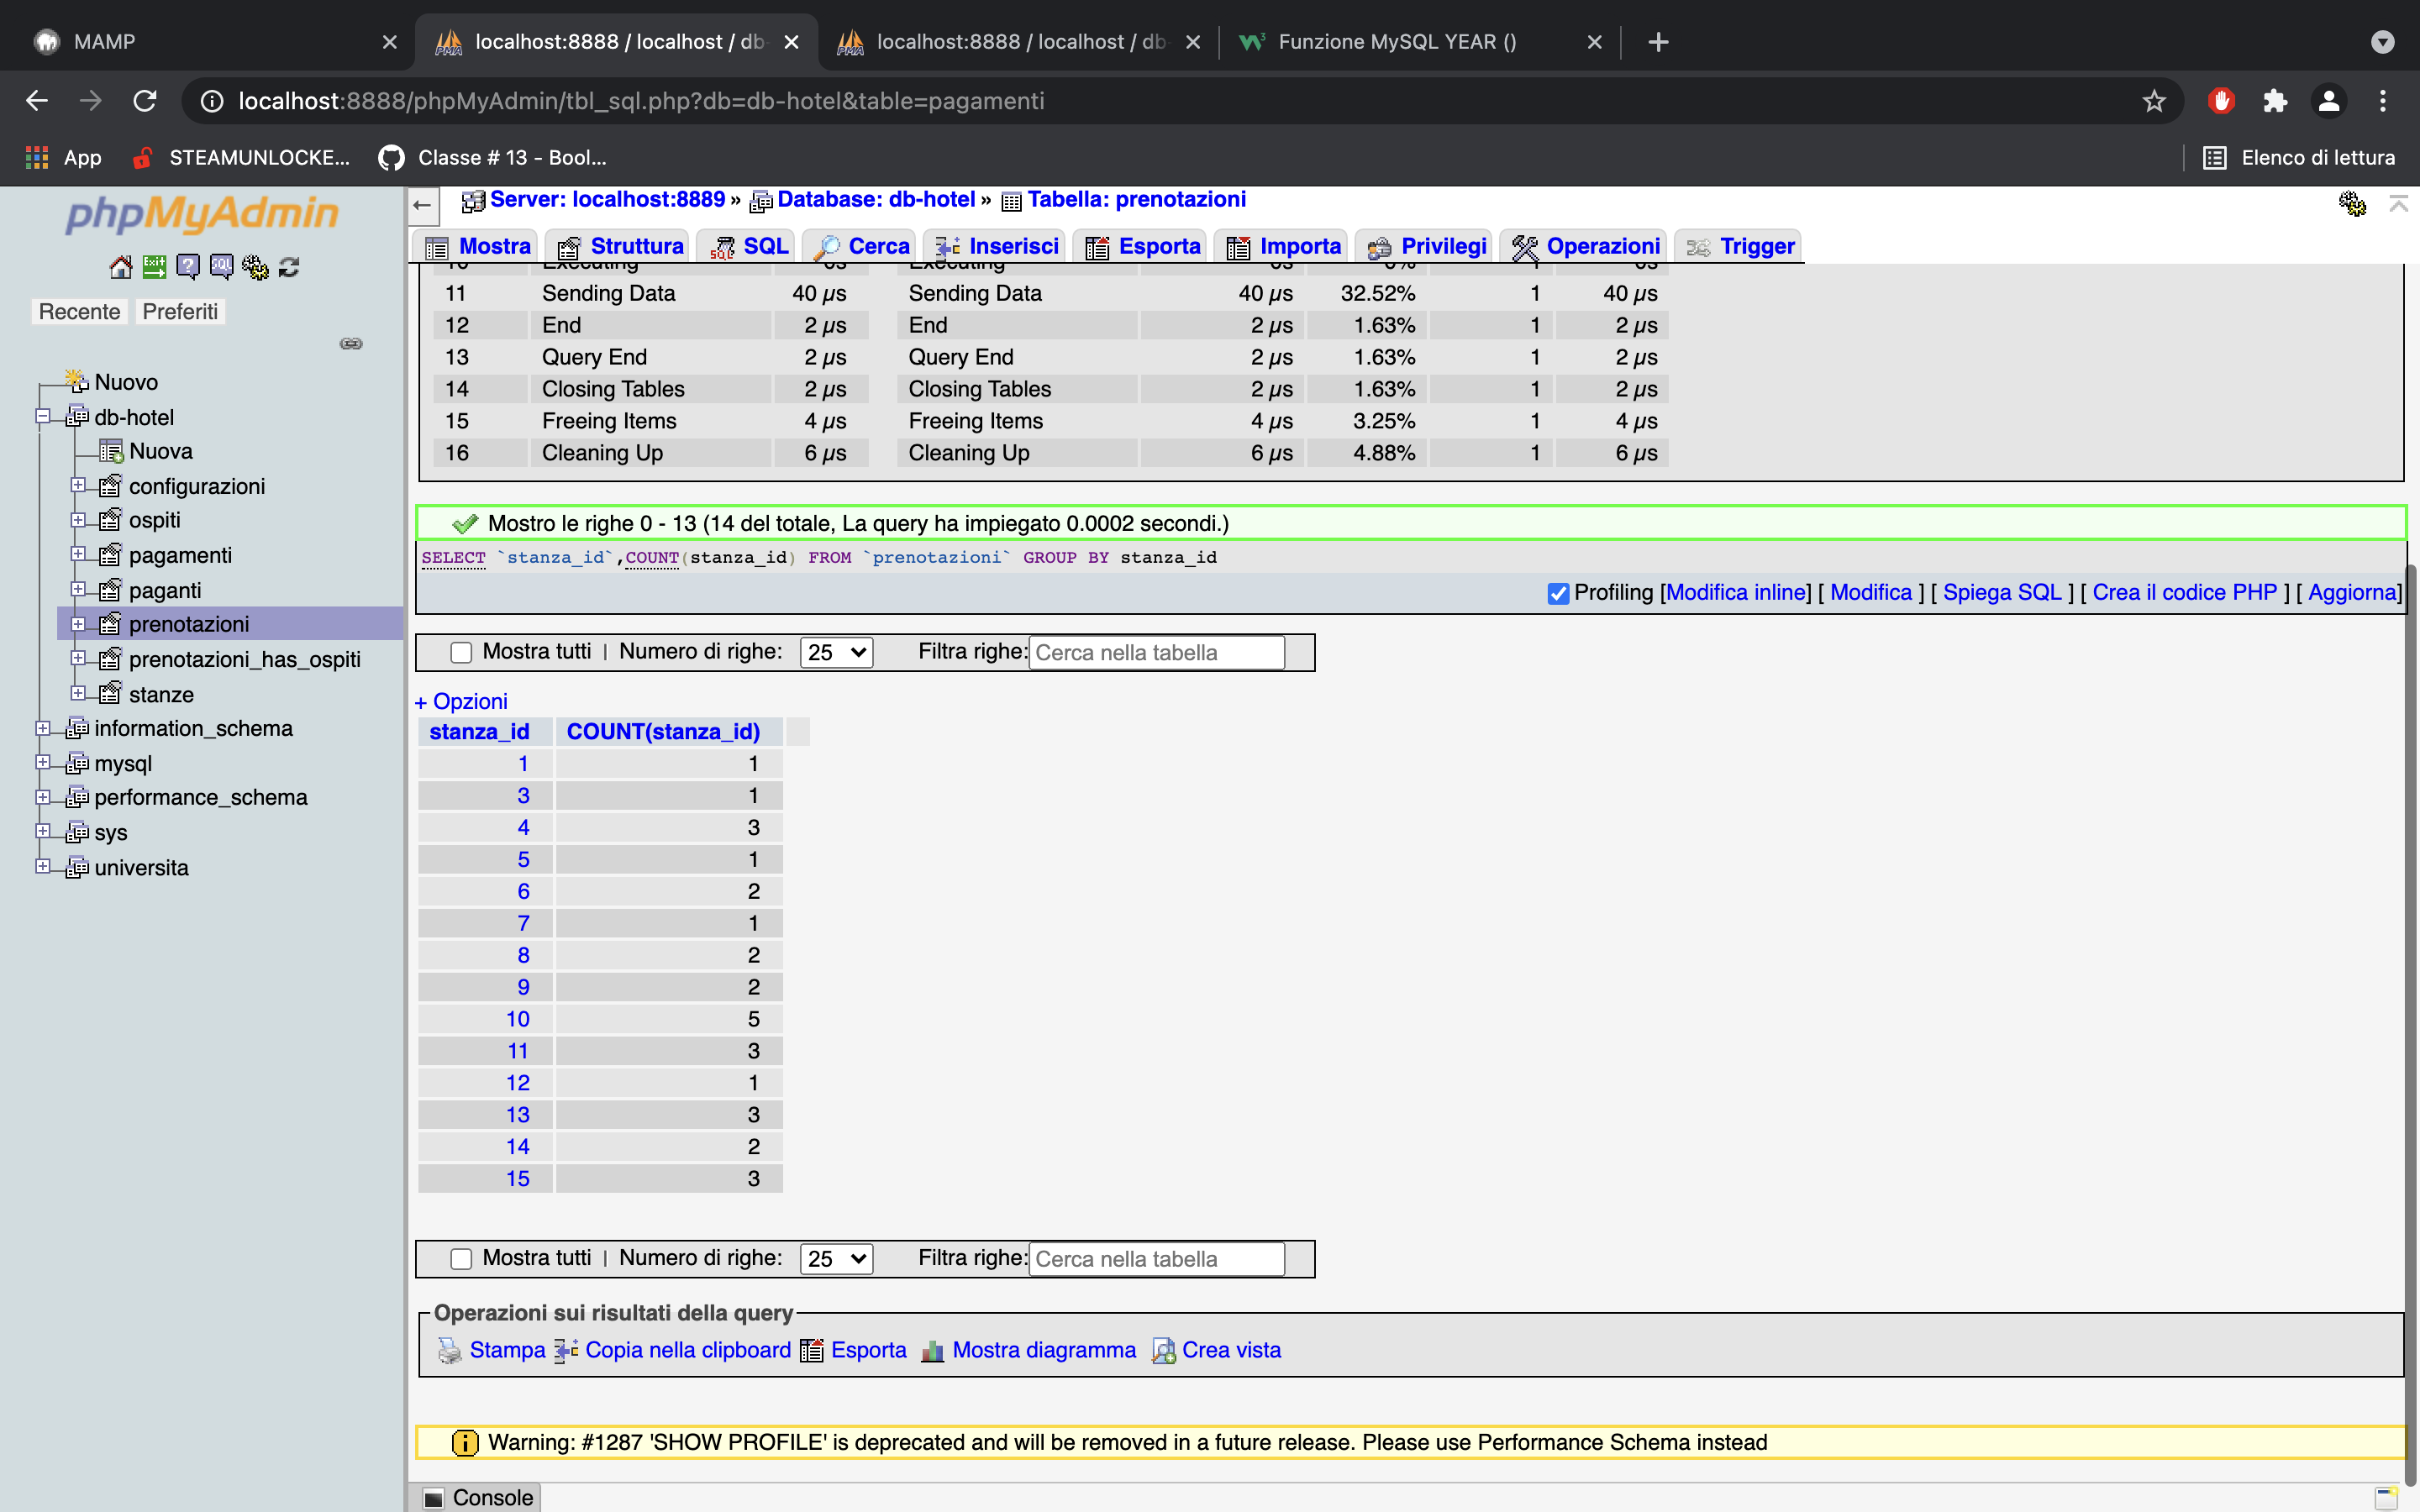 MAMP
localhost:8888 / localhost / db-
localhost:8888 / localhost / db-
Funzione MySQL YEAR ()
localhost:8888/phpMyAdmin/tbl_sql.php?db=db-hotel&table=pagamenti
App
STEAMUNLOCKE...
Classe # 13 - Bool...
Elenco di lettura
phpMyAdmin
Recente Preferiti
Nuovo
db-hotel
Nuova
configurazioni
ospiti
pagamenti
paganti
prenotazioni
prenotazioni_has_ospiti
stanze
information_schema
mysql
performance_schema
sys
universita
Server: localhost:8889 » Database: db-hotel » Tabella: prenotazioni
Mostra Struttura SQL Cerca Inserisci Esporta Importa Privilegi Operazioni Trigger
10 Executing 0s Executing 0s 0% 1 0s
11 Sending Data 40 µs Sending Data 40 µs 32.52% 1 40 µs
12 End 2 µs End 2 µs 1.63% 1 2 µs
13 Query End 2 µs Query End 2 µs 1.63% 1 2 µs
14 Closing Tables 2 µs Closing Tables 2 µs 1.63% 1 2 µs
15 Freeing Items 4 µs Freeing Items 4 µs 3.25% 1 4 µs
16 Cleaning Up 6 µs Cleaning Up 6 µs 4.88% 1 6 µs
Mostro le righe 0 - 13 (14 del totale, La query ha impiegato 0.0002 secondi.)
SELECT `stanza_id`,COUNT(stanza_id) FROM `prenotazioni` GROUP BY stanza_id
Profiling [Modifica inline] [ Modifica ] [ Spiega SQL ] [ Crea il codice PHP ] [ Aggiorna]
Mostra tutti | Numero di righe: 25 Filtra righe: Cerca nella tabella
+ Opzioni
stanza_id COUNT(stanza_id)
1 1
3 1
4 3
5 1
6 2
7 1
8 2
9 2
10 5
11 3
12 1
13 3
14 2
15 3
Mostra tutti | Numero di righe: 25 Filtra righe: Cerca nella tabella
Operazioni sui risultati della query
Stampa Copia nella clipboard Esporta Mostra diagramma Crea vista
Warning: #1287 'SHOW PROFILE' is deprecated and will be removed in a future release. Please use Performance Schema instead
Console